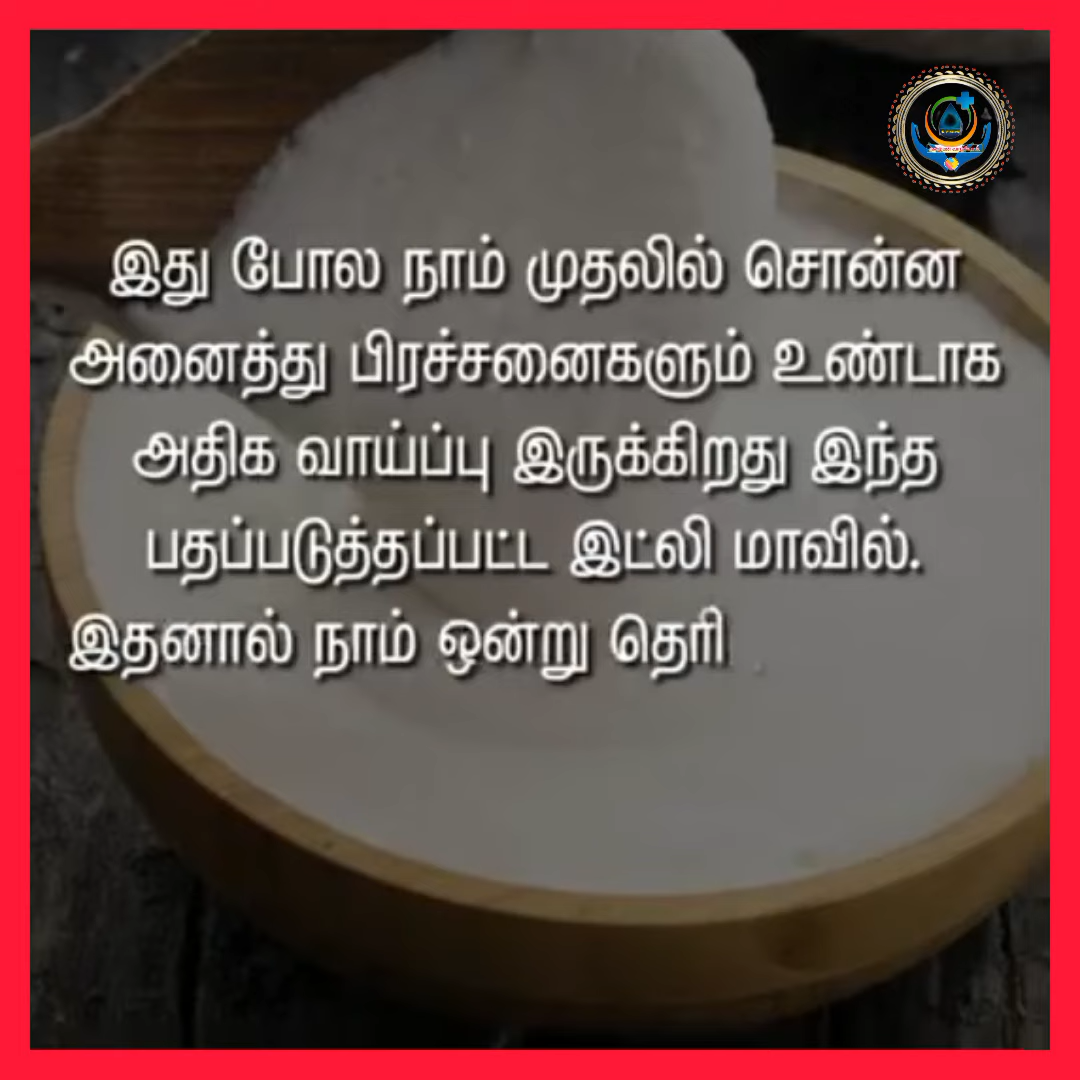 இது போல நாம் முதலில் சொன்ன
அனைத்து பிரச்சனைகளும் உண்டாக
அதிக வாய்ப்பு இருக்கிறது இந்த
பதப்படுத்தப்பட்ட இட்லி மாவில்.
இதனால் நாம் ஒன்று தெரி